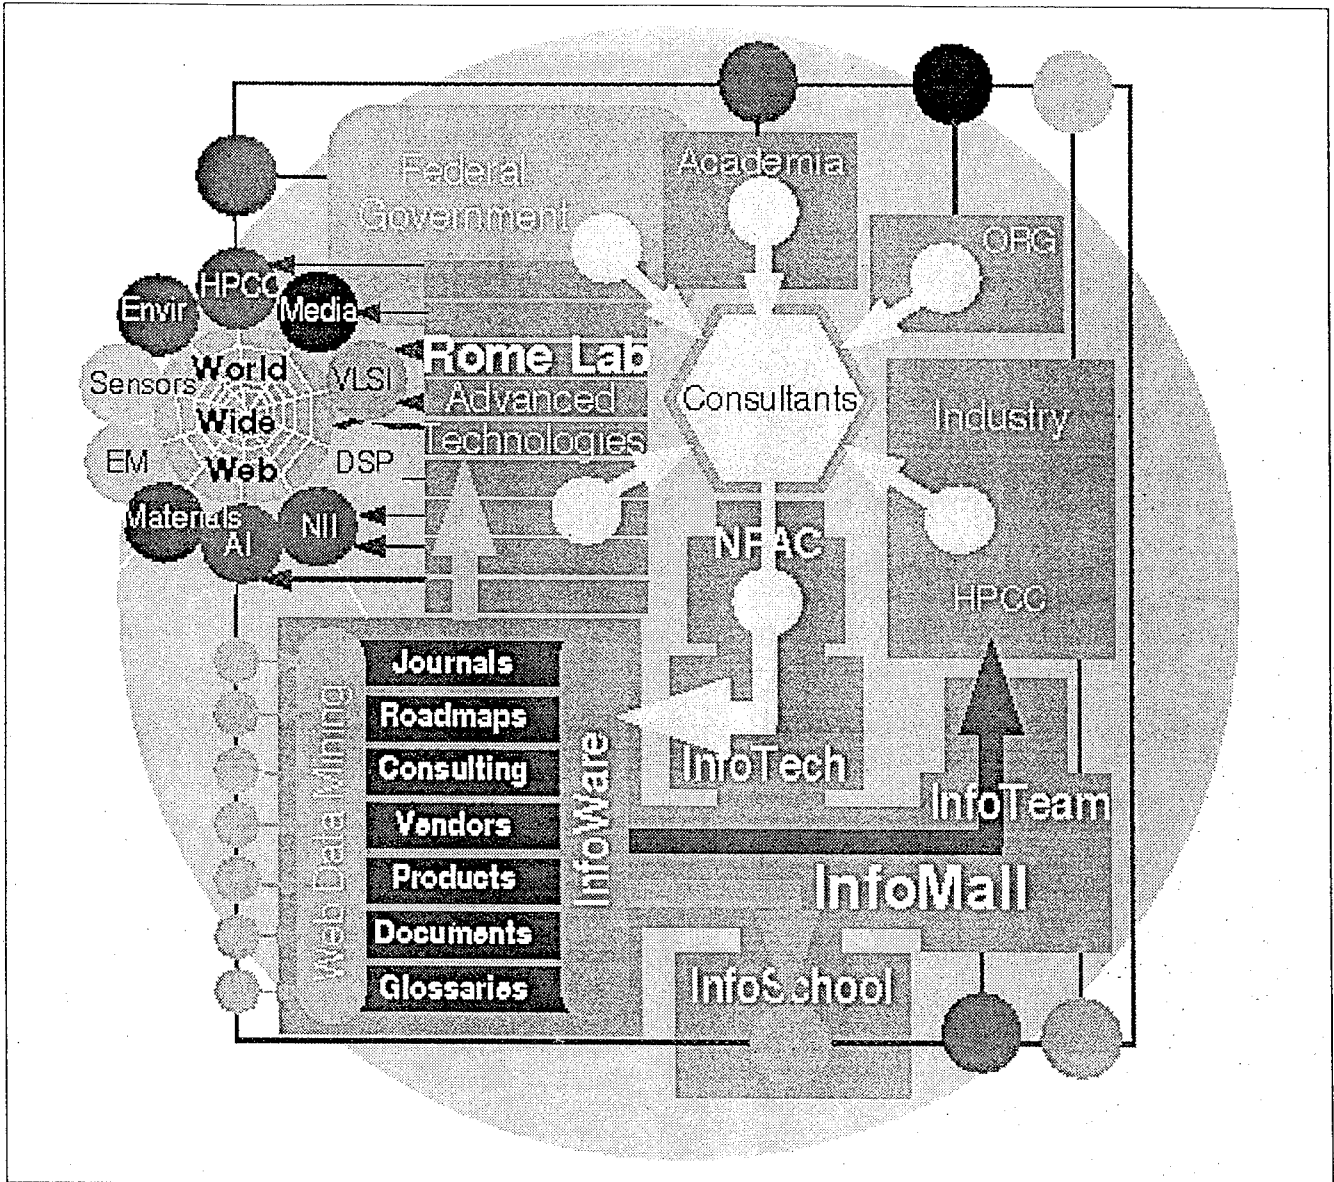 Federal
Government
Academia
ORG
HPCC
Envir
Media
World
Sensors
VLSI
Wide
EM
Web
DSP
Materials
AI
NII
Rome Lab
Advanced
Technologies
Consultants
Industry
HPCC
NPAC
InfoTech
InfoTeam
InfoMall
InfoSchool
Web Data Mining
Journals
Roadmaps
Consulting
Vendors
Products
Documents
Glossaries
InfoWare